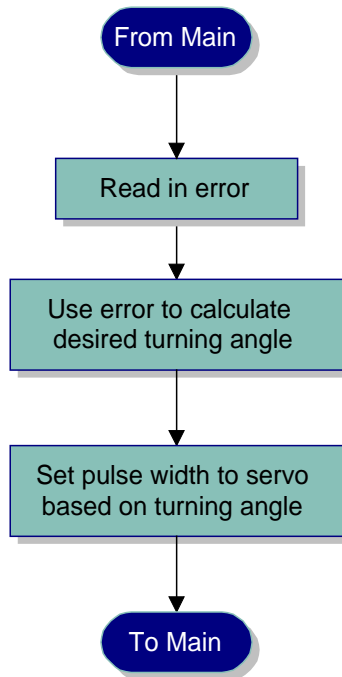 From Main
Read in error
Use error to calculate
desired turning angle
Set pulse width to servo
based on turning angle
To Main